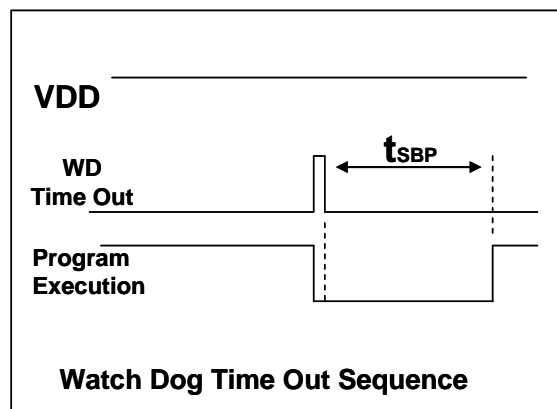 VDD
tSBP
WD
Time Out
Program
Execution
Watch Dog Time Out Sequence